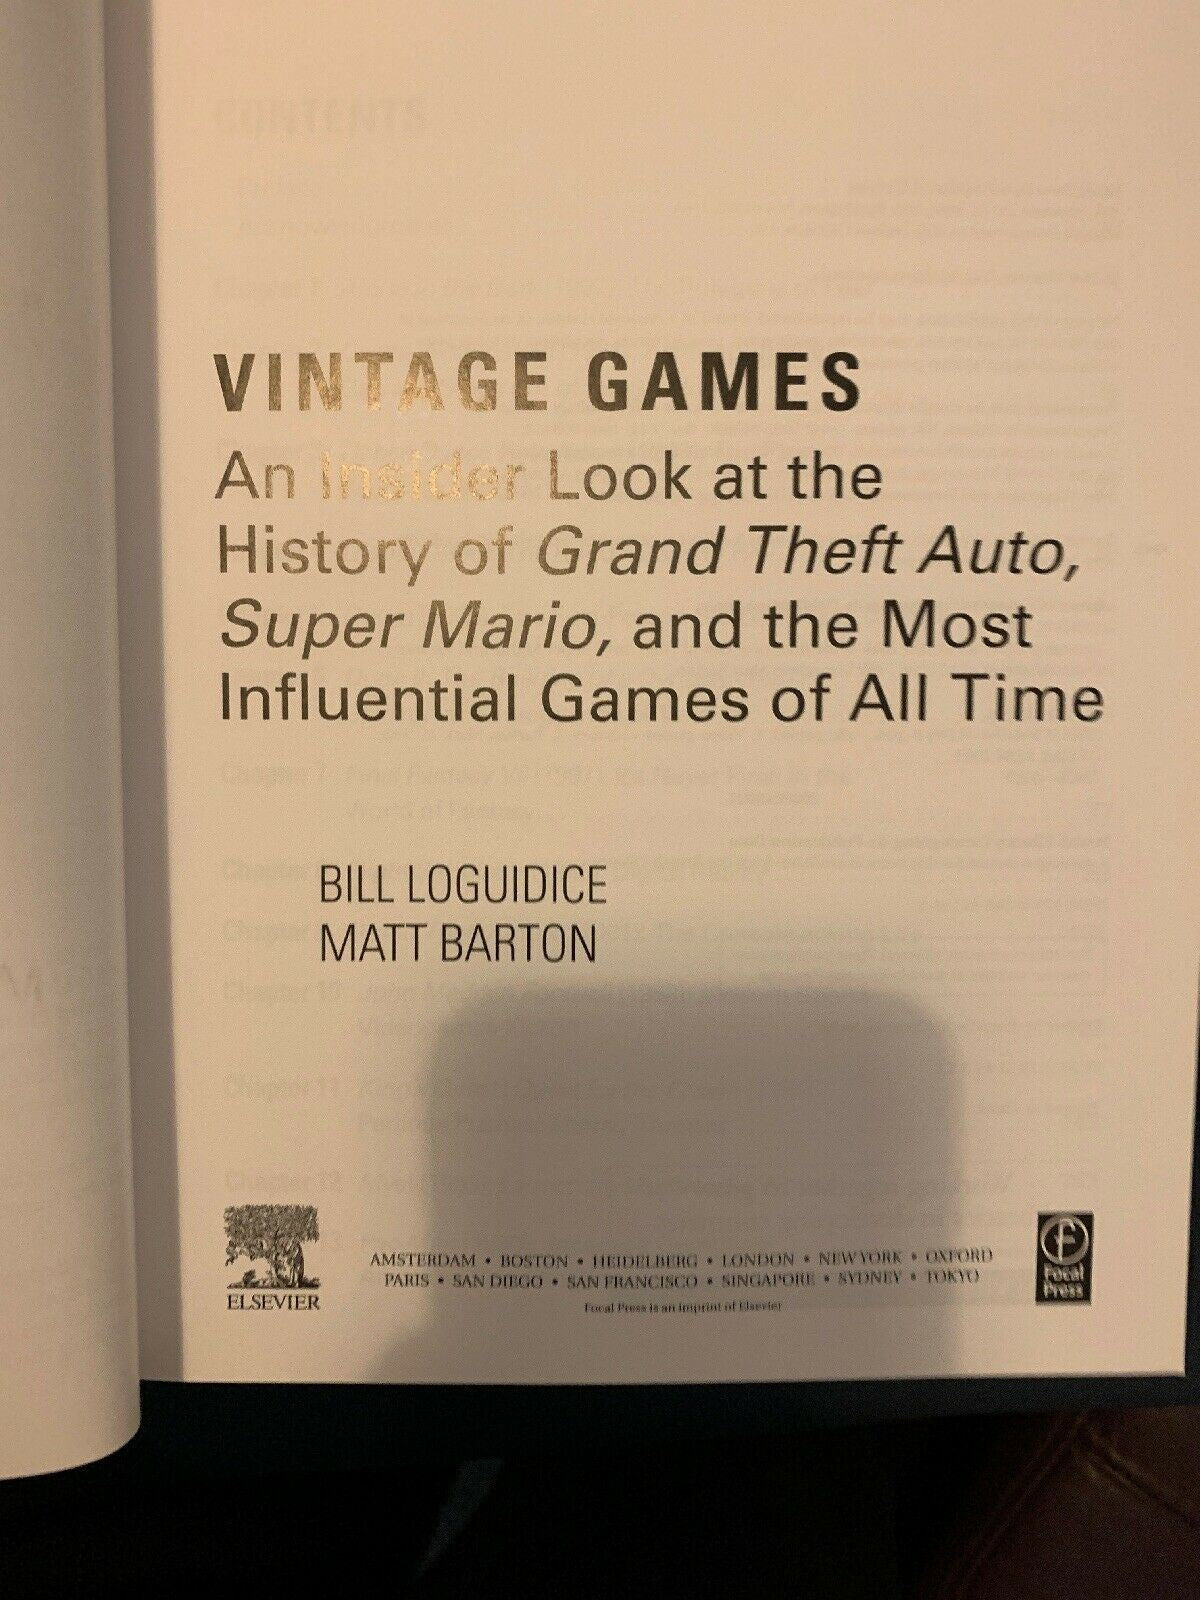 VINTAGE GAMES
An Insider Look at the
History of Grand Theft Auto,
Super Mario, and the Most
Influential Games of All Time
BILL LOGUIDICE
MATT BARTON
ELSEVIER
AMSTERDAM • BOSTON • HEIDELBERG • LONDON • NEW YORK • OXFORD
PARIS • SAN DIEGO • SAN FRANCISCO • SINGAPORE • SYDNEY • TOKYO
Focal Press is an imprint of Elsevier
Focal
Press